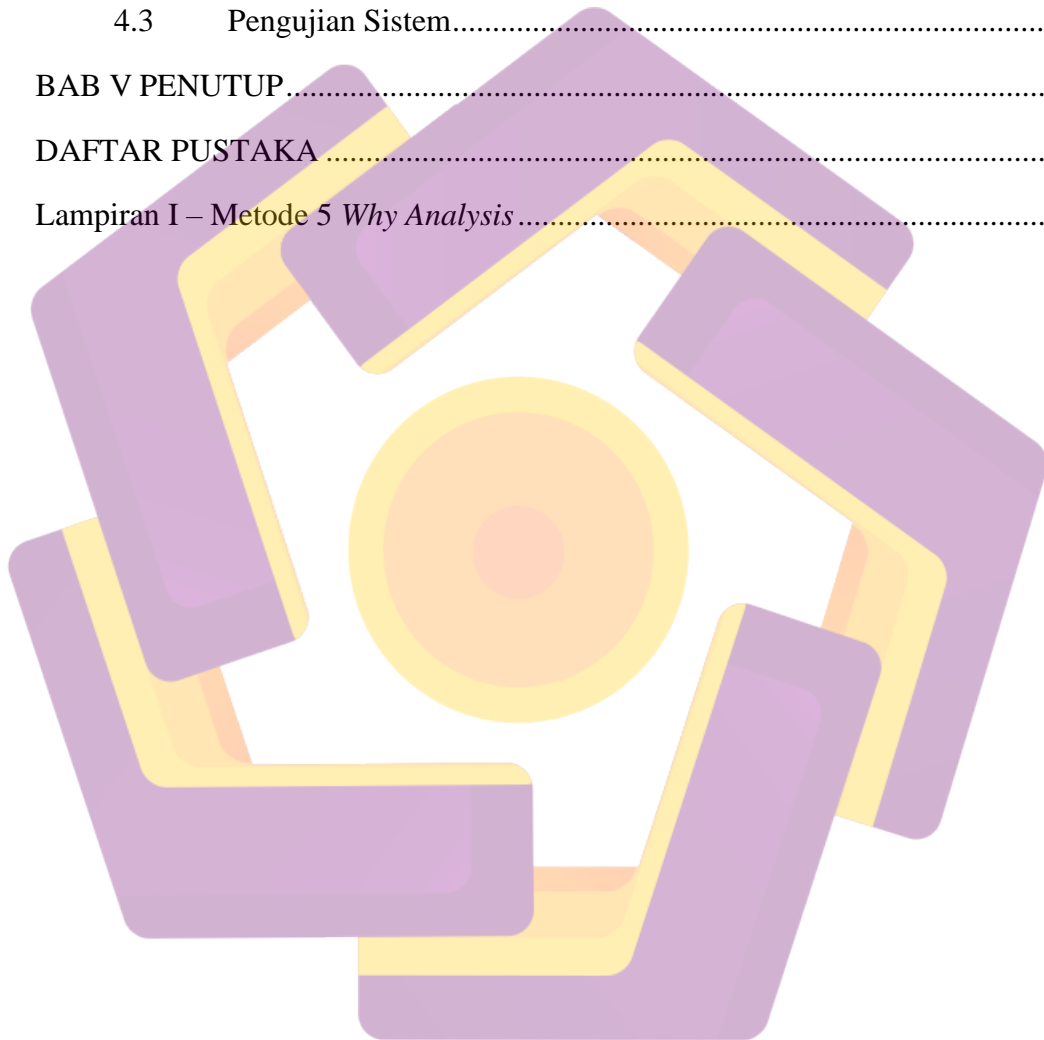 4.3 Pengujian Sistem....................................................................
BAB V PENUTUP....................................................................................
DAFTAR PUSTAKA ................................................................................
Lampiran I – Metode 5 Why Analysis............................................................